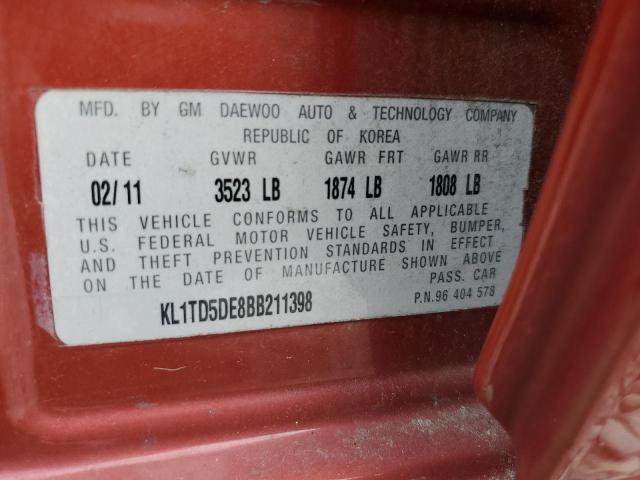 MFD. BY GM DAEWOO AUTO & TECHNOLOGY COMPANY
REPUBLIC OF KOREA
DATE GVWR GAWR FRT GAWR RR
02/11 3523 LB 1874 LB 1808 LB
THIS VEHICLE CONFORMS TO ALL APPLICABLE
U.S. FEDERAL MOTOR VEHICLE SAFETY, BUMPER,
AND THEFT PREVENTION STANDARDS IN EFFECT
ON THE DATE OF MANUFACTURE SHOWN ABOVE
PASS. CAR
KL1TD5DE8BB211398
P.N.96 404 578